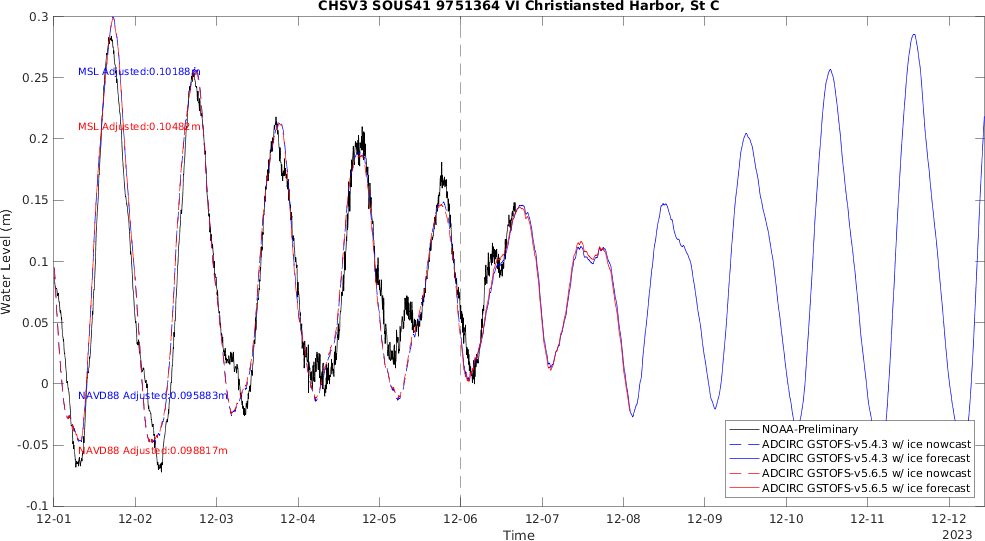 CHSV3 SOUS41 9751364 VI Christiansted Harbor, St C
Water Level (m)
0.3
0.25
0.2
0.15
0.1
0.05
0
-0.05
-0.1
MSL Adjusted:0.10188m
MSL Adjusted:0.10482m
NAVD88 Adjusted:0.095883m
NAVD88 Adjusted:0.098817m
NOAA-Preliminary
ADCIRC GSTOFS-v5.4.3 w/ ice nowcast
ADCIRC GSTOFS-v5.4.3 w/ ice forecast
ADCIRC GSTOFS-v5.6.5 w/ ice nowcast
ADCIRC GSTOFS-v5.6.5 w/ ice forecast
12-01 12-02 12-03 12-04 12-05 12-06 12-07 12-08 12-09 12-10 12-11 12-12
Time
2023